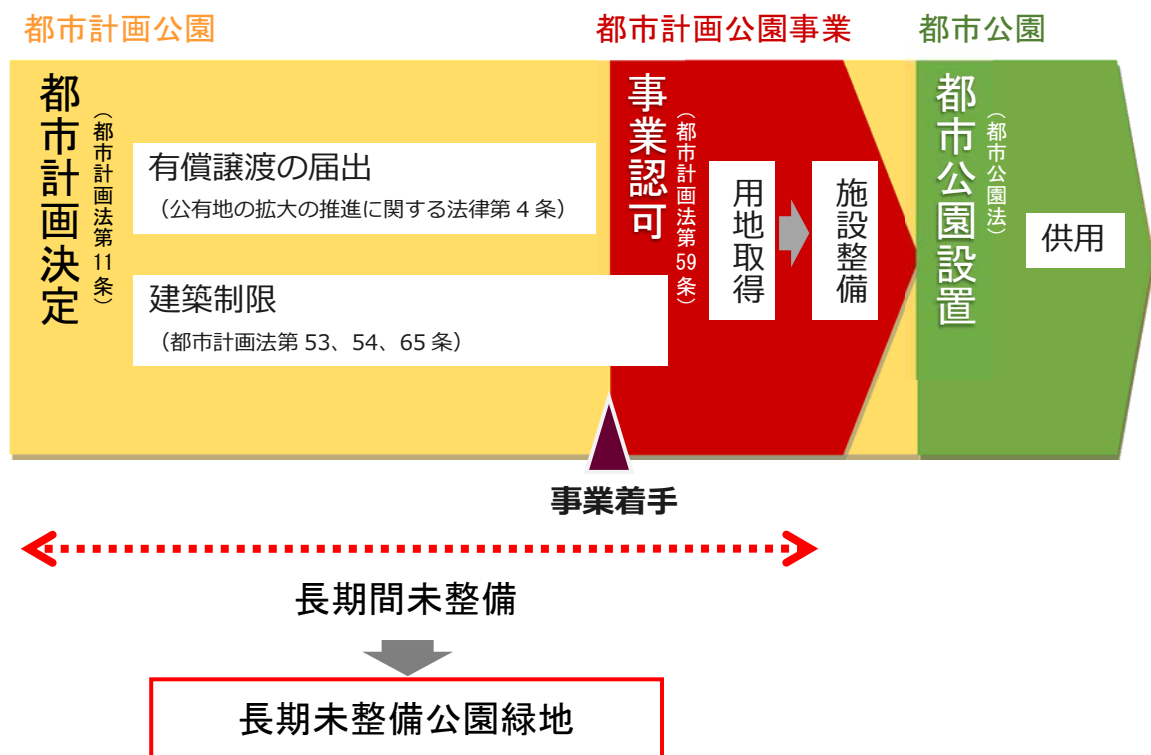 都市計画公園
都市計画公園事業
都市公園
都市計画決定
（都市計画法第11条）
有償譲渡の届出
（公有地の拡大の推進に関する法律第4条）
建築制限
（都市計画法第53、54、65条）
事業認可
（都市計画法第59条）
用地取得
施設整備
都市公園設置
（都市公園法）
供用
事業着手
長期間未整備
長期未整備公園緑地